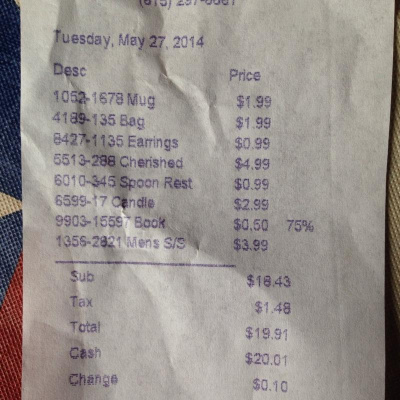 Tuesday, May 27, 2014
Desc Price
1052-1678 Mug $1.99
4189-135 Bag $1.99
8427-1135 Earrings $0.99
5513-288 Cherished $4.99
6010-345 Spoon Rest $0.99
6599-17 Candle $2.99
9903-15597 Book $0.50 75%
1356-2821 Mens S/S $3.99
Sub $18.43
Tax $1.48
Total $19.91
Cash $20.01
Change $0.10